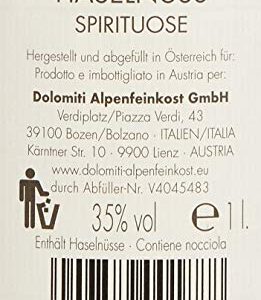 HASELNUSS
SPIRITUOSE
Hergestellt und abgefüllt in Österreich für:
Prodotto e imbottigliato in Austria per:
Dolomiti Alpenfeinkost GmbH
Verdiplatz/Piazza Verdi, 43
39100 Bozen/Bolzano - ITALIEN/ITALIA
Kärntner Str. 10 - 9900 Lienz - AUSTRIA
www.dolomiti-alpenfeinkost.eu
durch Abfüller-Nr. V4045483
35% vol e 1 l.
Enthält Haselnüsse - Contiene nocciola